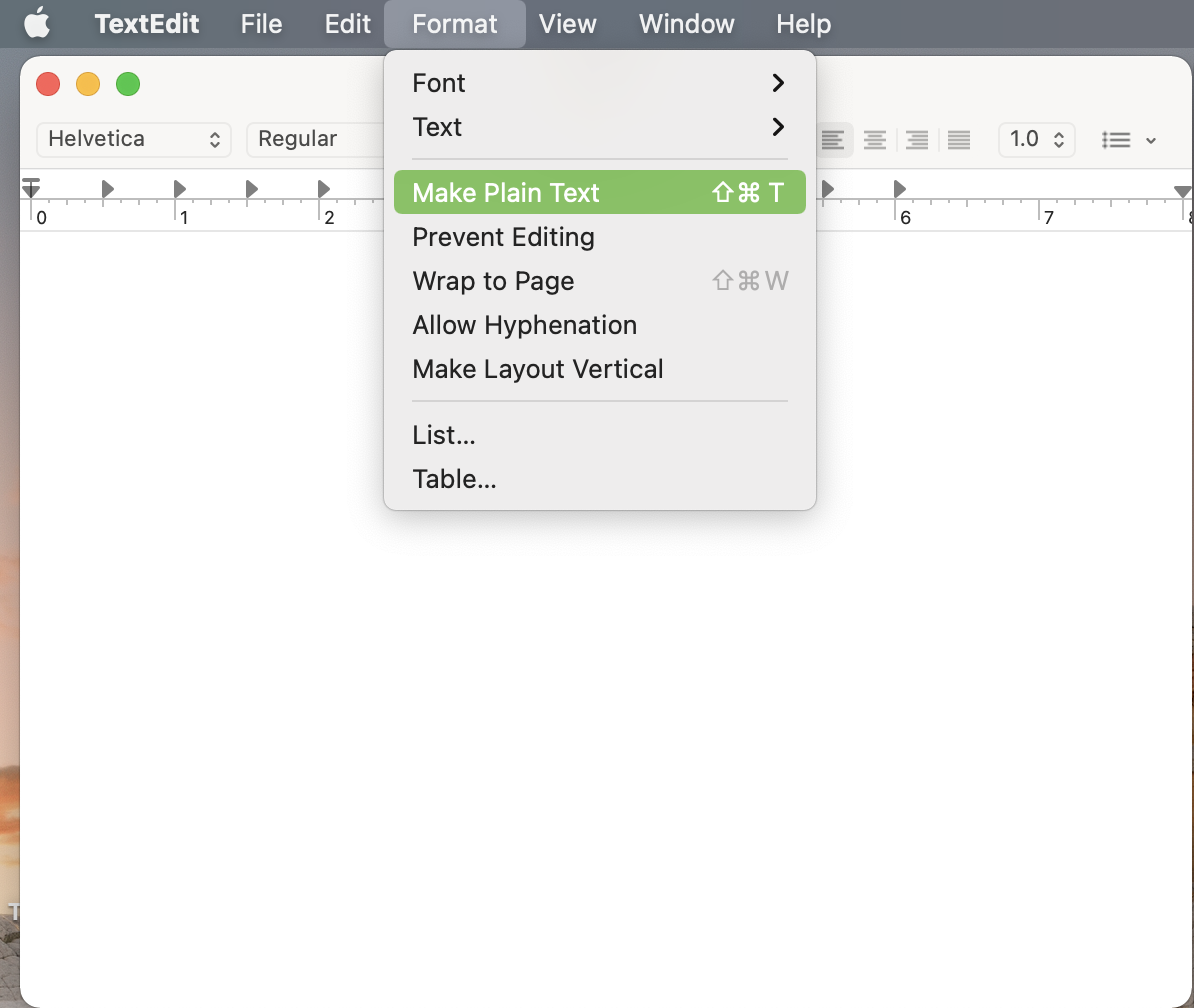 TextEdit File Edit Format View Window Help
Helvetica Regular 1.0
0 1 2 6 7 8
Font
Text
Make Plain Text ⇧⌘ T
Prevent Editing
Wrap to Page ⇧⌘W
Allow Hyphenation
Make Layout Vertical
List...
Table...